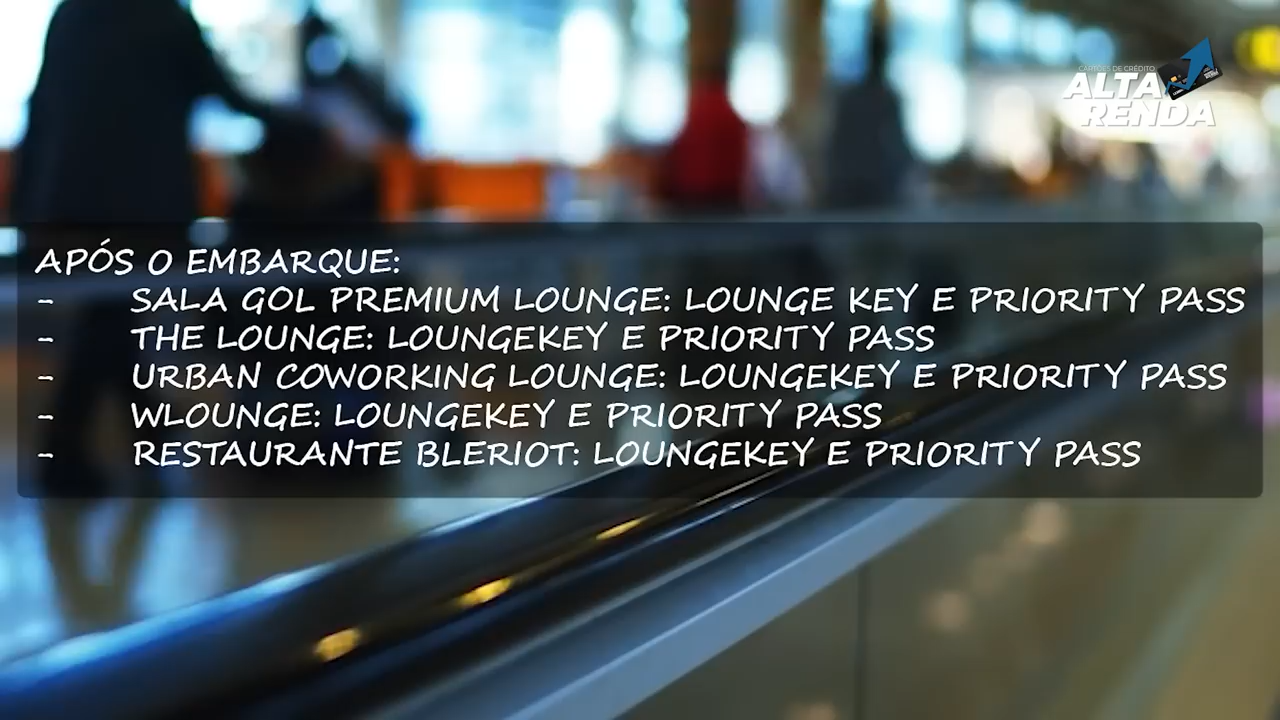 CARTÕES DE CRÉDITO
ALTA
RENDA
APÓS O EMBARQUE:
- SALA GOL PREMIUM LOUNGE: LOUNGE KEY E PRIORITY PASS
- THE LOUNGE: LOUNGEKEY E PRIORITY PASS
- URBAN COWORKING LOUNGE: LOUNGEKEY E PRIORITY PASS
- WLOUNGE: LOUNGEKEY E PRIORITY PASS
- RESTAURANTE BLERIOT: LOUNGEKEY E PRIORITY PASS